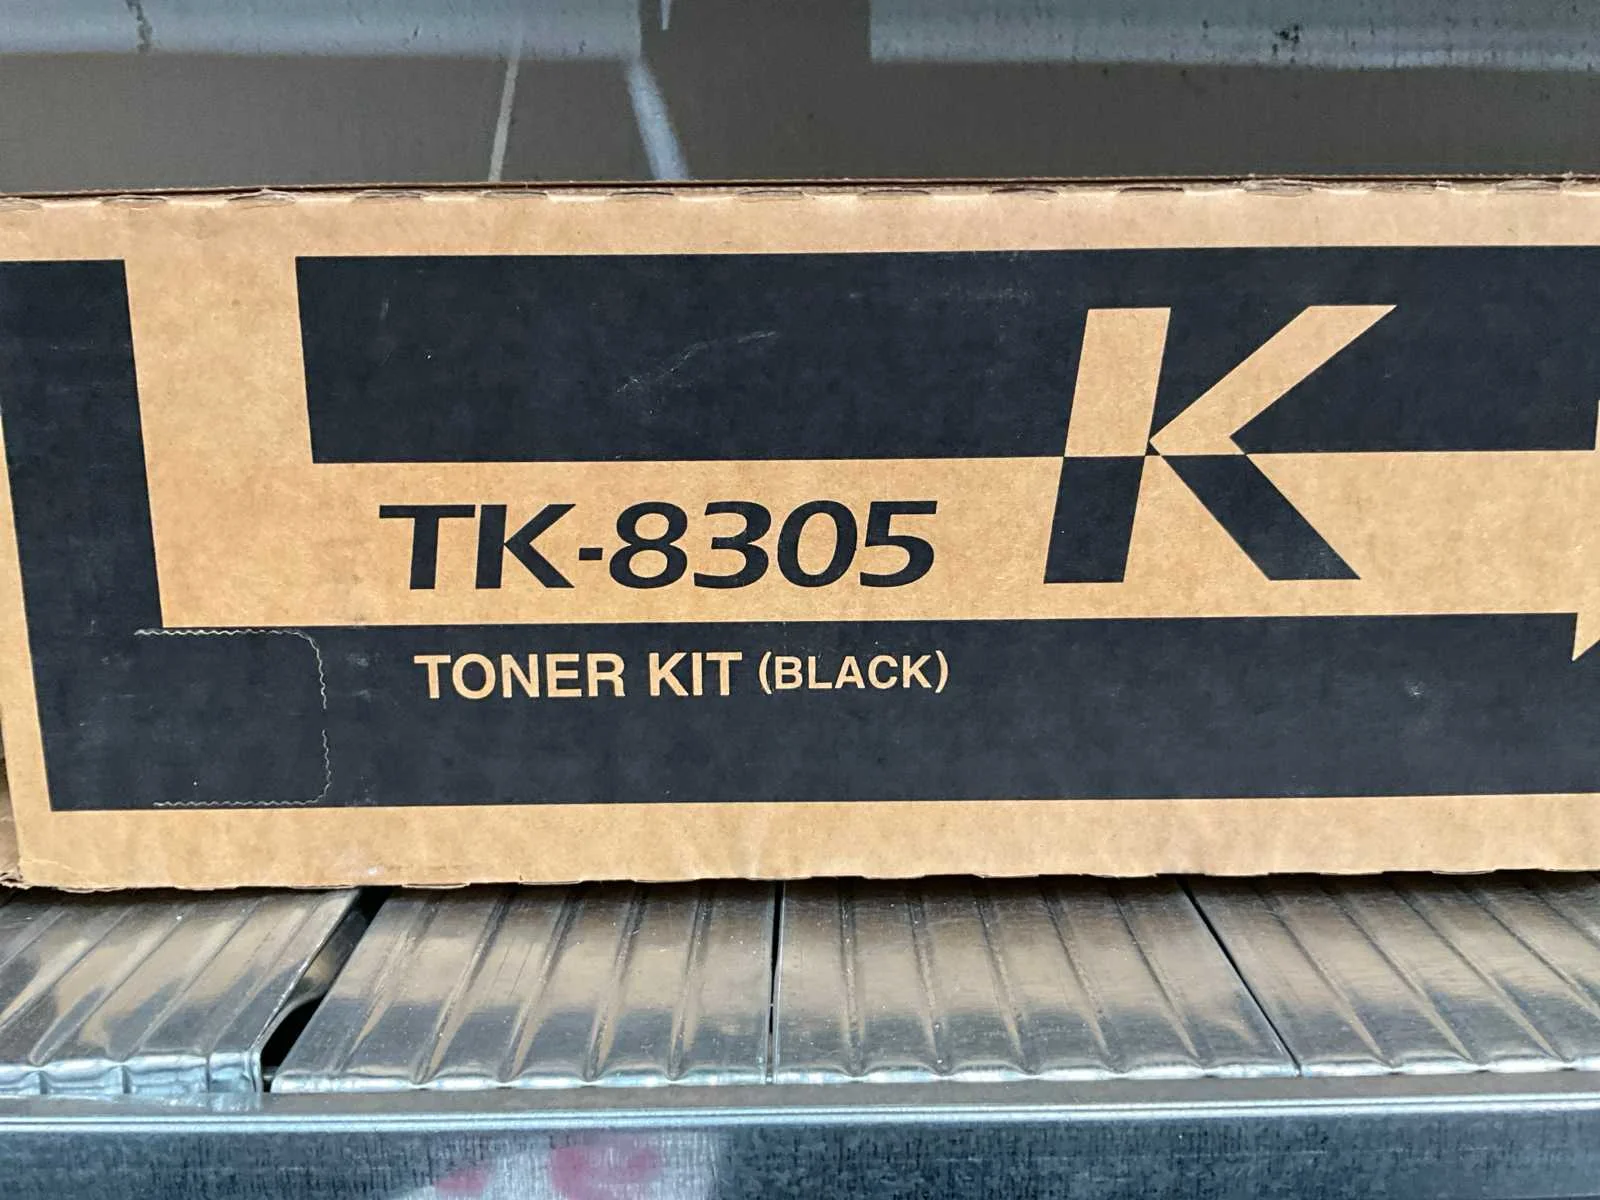 K
TK-8305
TONER KIT (BLACK)